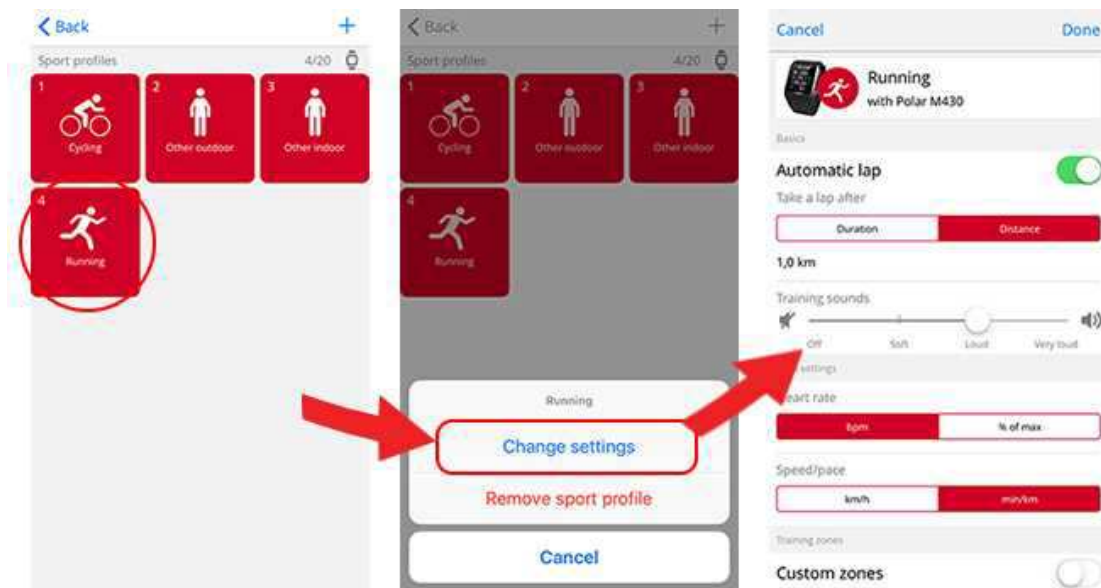 Back
+
Sport profiles 4/20
1
Cycling
2
Other outdoor
3
Other indoor
4
Running
Back
+
Sport profiles 4/20
1
Cycling
2
Other outdoor
3
Other indoor
4
Running
Running
Change settings
Remove sport profile
Cancel
Cancel Done
Running
with Polar M430
Basics
Automatic lap
Take a lap after
Duration Distance
1,0 km
Training sounds
Off Soft Loud Very loud
settings
eart rate
bpm % of max
Speed/pace
km/h min/km
Training zones
Custom zones